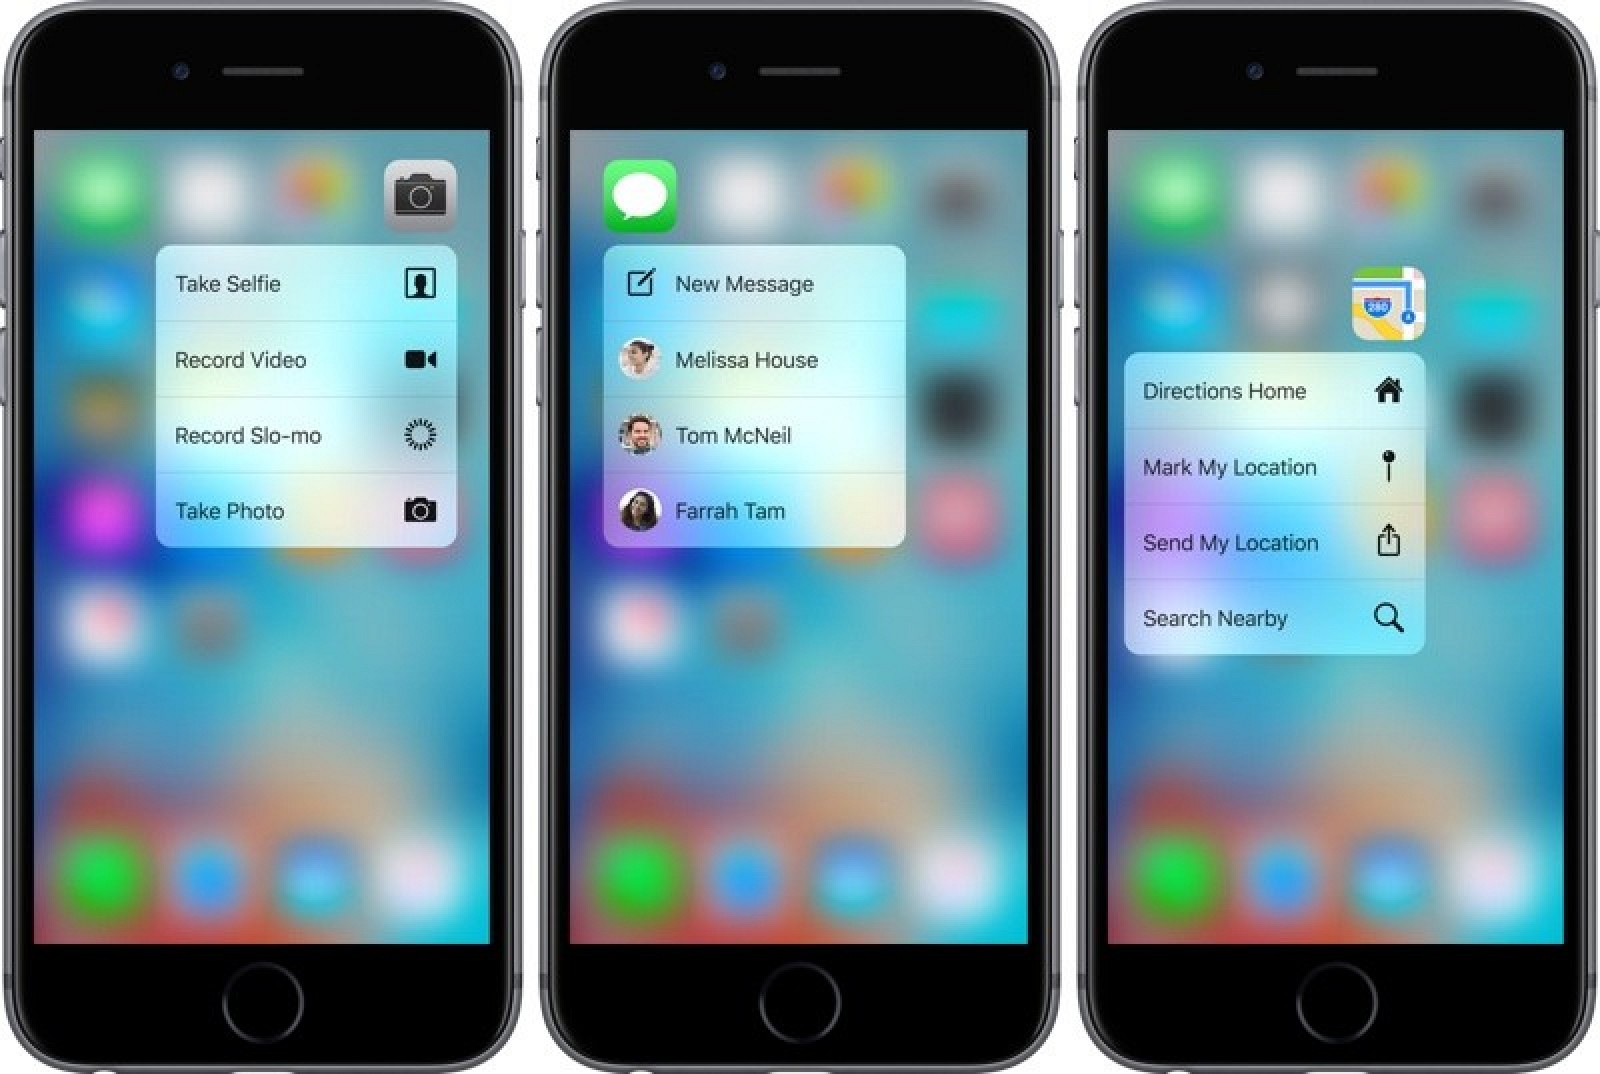 Take Selfie
Record Video
Record Slo-mo
Take Photo
New Message
Melissa House
Tom McNeil
Farrah Tam
280
Directions Home
Mark My Location
Send My Location
Search Nearby